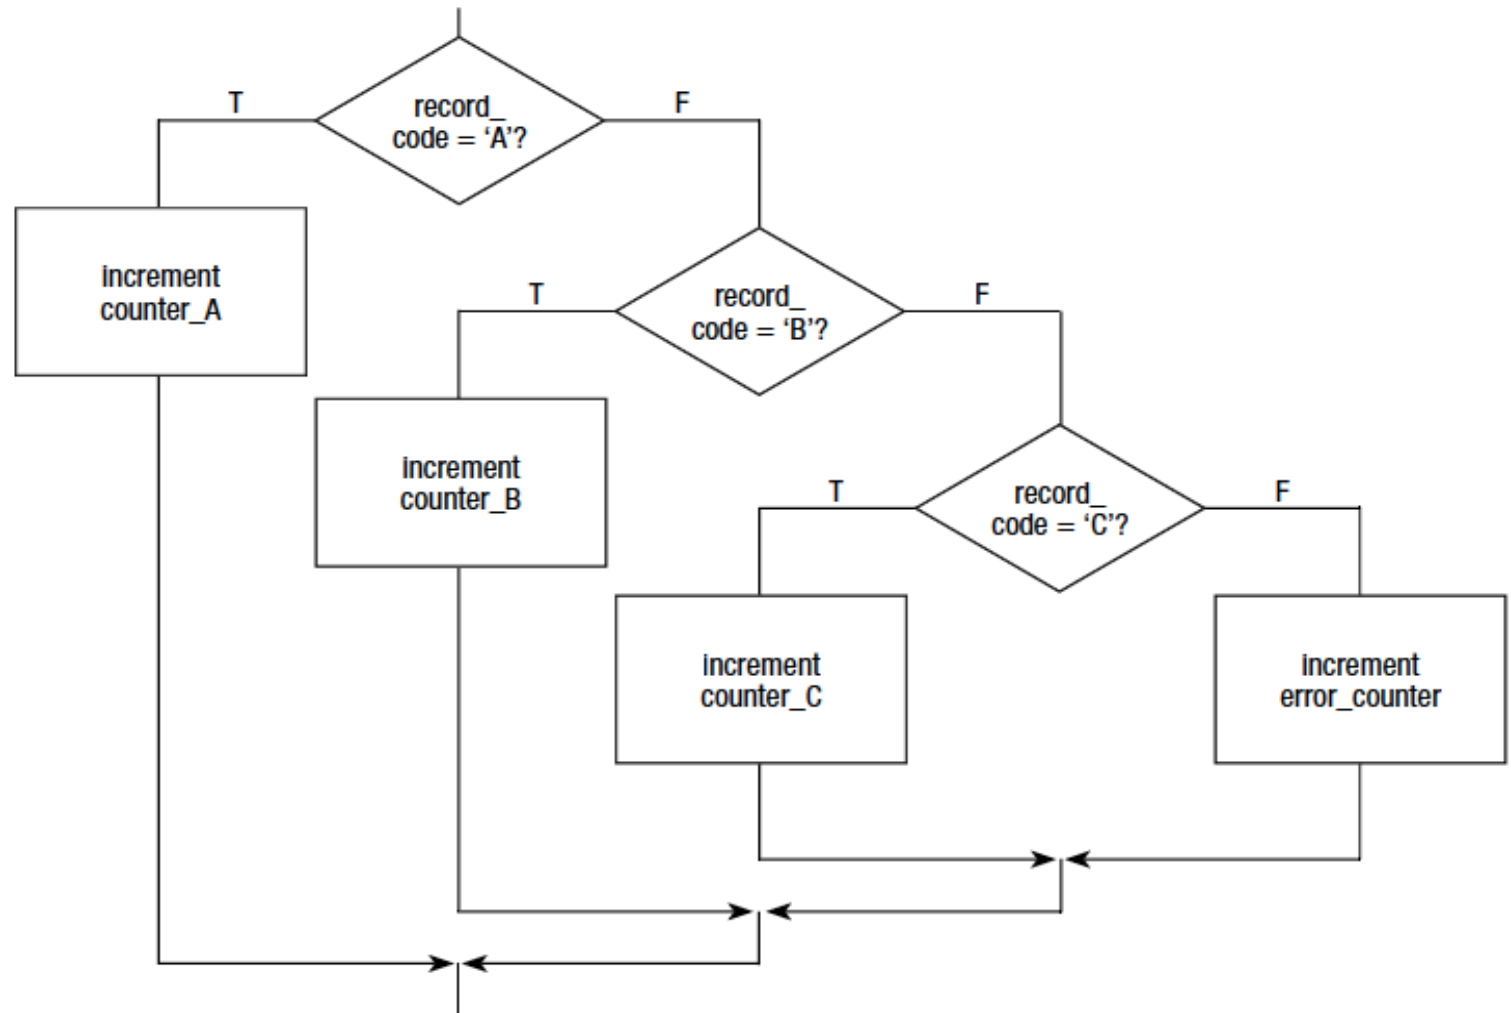 T
record_
code = ‘A’?
F
increment
counter_A
T
record_
code = ‘B’?
F
increment
counter_B
T
record_
code = ‘C’?
F
increment
counter_C
increment
error_counter